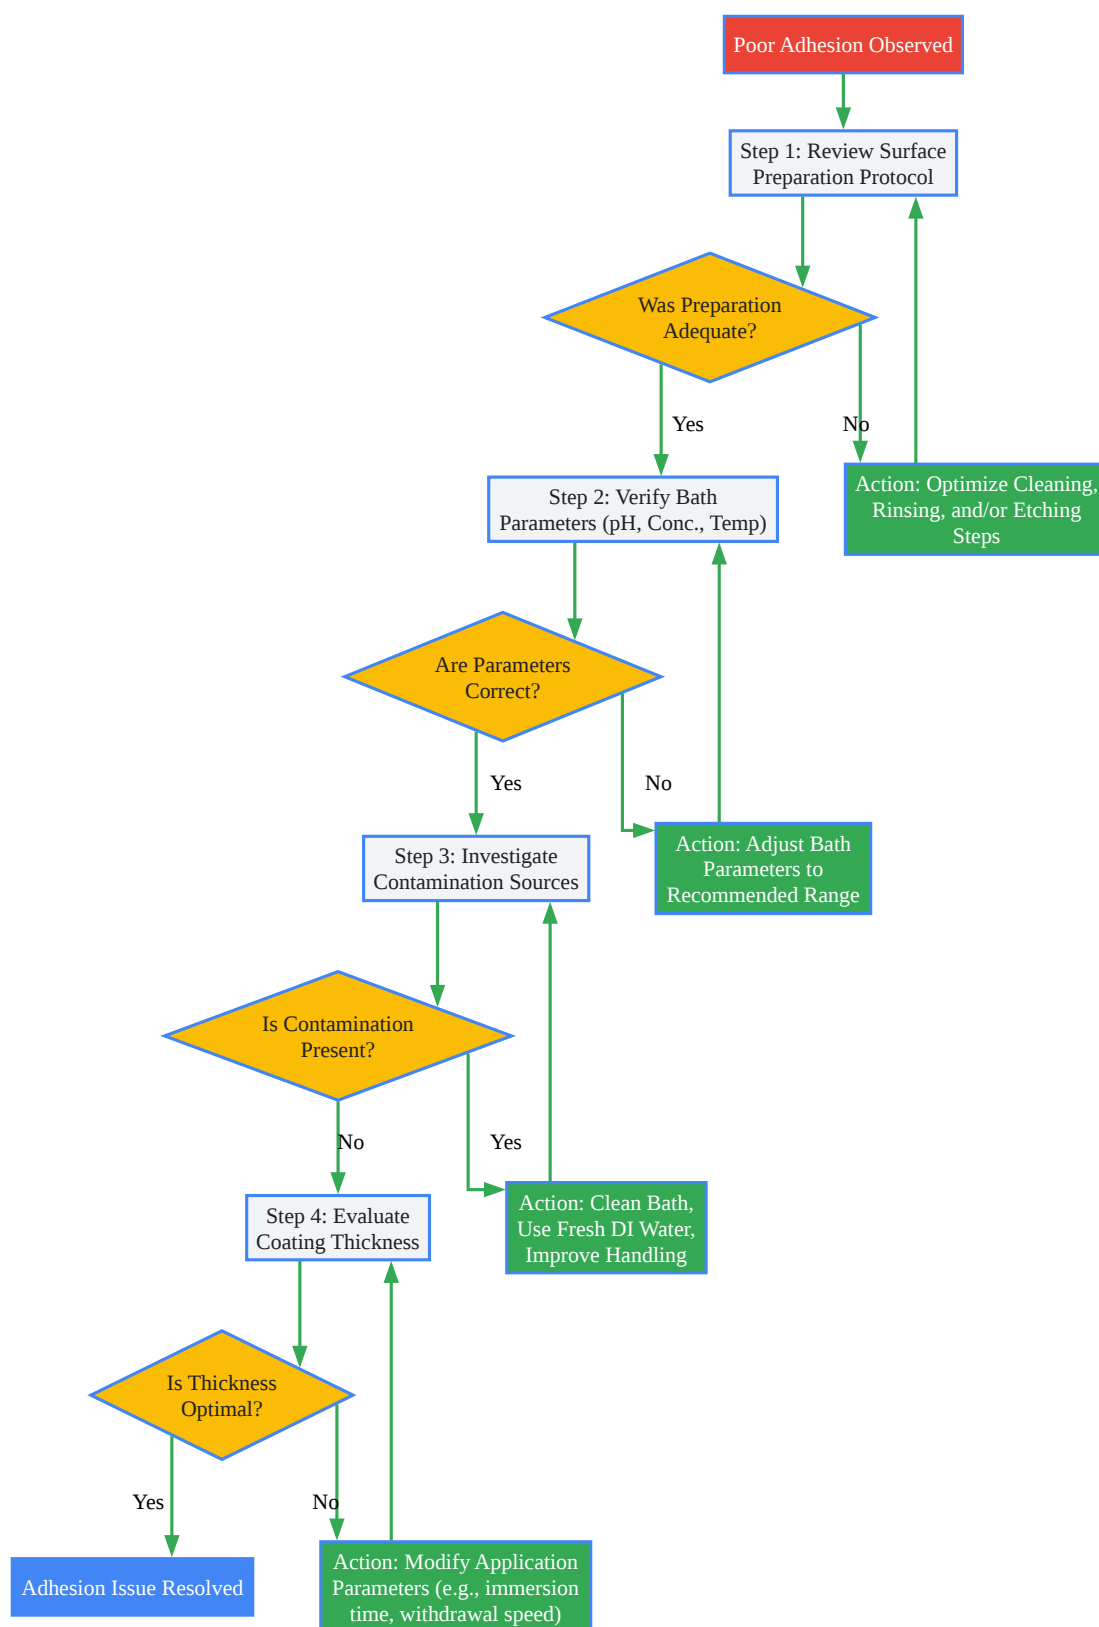 Poor Adhesion Observed
Step 1: Review Surface
Preparation Protocol
Was Preparation
Adequate?
Yes
No
Action: Optimize Cleaning,
Rinsing, and/or Etching
Steps
Step 2: Verify Bath
Parameters (pH, Conc., Temp)
Are Parameters
Correct?
Yes
No
Action: Adjust Bath
Parameters to
Recommended Range
Step 3: Investigate
Contamination Sources
Is Contamination
Present?
No
Yes
Action: Clean Bath,
Use Fresh DI Water,
Improve Handling
Step 4: Evaluate
Coating Thickness
Is Thickness
Optimal?
Yes
No
Adhesion Issue Resolved
Action: Modify Application
Parameters (e.g., immersion
time, withdrawal speed)